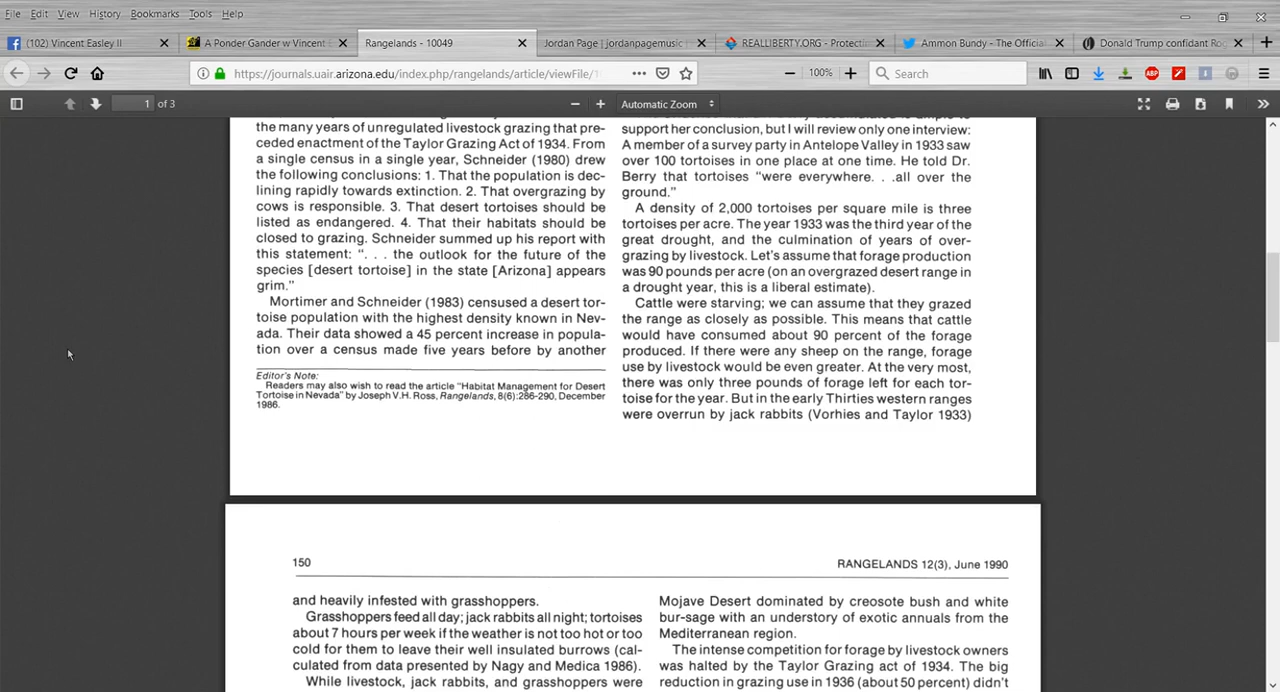 File Edit View History Bookmarks Tools Help
(102) Vincent Easley II
A Ponder Gander w Vincent
Rangelands - 10049
Jordan Page | jordanpagemusic
REALLIBERTY.ORG - Protectin
Ammon Bundy - The Official
Donald Trump confidant Ro
https://journals.uair.arizona.edu/index.php/rangelands/article/viewFile/1
100%
Search
ABP
1 of 3
Automatic Zoom
the many years of unregulated livestock grazing that pre-
ceded enactment of the Taylor Grazing Act of 1934. From
a single census in a single year, Schneider (1980) drew
the following conclusions: 1. That the population is dec-
lining rapidly towards extinction. 2. That overgrazing by
cows is responsible. 3. That desert tortoises should be
listed as endangered. 4. That their habitats should be
closed to grazing. Schneider summed up his report with
this statement: ". . . the outlook for the future of the
species [desert tortoise] in the state [Arizona] appears
grim."
Mortimer and Schneider (1983) censused a desert tor-
toise population with the highest density known in Nev-
ada. Their data showed a 45 percent increase in popula-
tion over a census made five years before by another
Editor's Note:
Readers may also wish to read the article "Habitat Management for Desert
Tortoise in Nevada" by Joseph V.H. Ross, Rangelands, 8(6):286-290, December
1986.
support her conclusion, but I will review only one interview:
A member of a survey party in Antelope Valley in 1933 saw
over 100 tortoises in one place at one time. He told Dr.
Berry that tortoises "were everywhere. . .all over the
ground."
A density of 2,000 tortoises per square mile is three
tortoises per acre. The year 1933 was the third year of the
great drought, and the culmination of years of over-
grazing by livestock. Let's assume that forage production
was 90 pounds per acre (on an overgrazed desert range in
a drought year, this is a liberal estimate).
Cattle were starving; we can assume that they grazed
the range as closely as possible. This means that cattle
would have consumed about 90 percent of the forage
produced. If there were any sheep on the range, forage
use by livestock would be even greater. At the very most,
there was only three pounds of forage left for each tor-
toise for the year. But in the early Thirties western ranges
were overrun by jack rabbits (Vorhies and Taylor 1933)
150
RANGELANDS 12(3), June 1990
and heavily infested with grasshoppers.
Grasshoppers feed all day; jack rabbits all night; tortoises
about 7 hours per week if the weather is not too hot or too
cold for them to leave their well insulated burrows (cal-
culated from data presented by Nagy and Medica 1986).
While livestock, jack rabbits, and grasshoppers were
Mojave Desert dominated by creosote bush and white
bur-sage with an understory of exotic annuals from the
Mediterranean region.
The intense competition for forage by livestock owners
was halted by the Taylor Grazing act of 1934. The big
reduction in grazing use in 1936 (about 50 percent) didn't